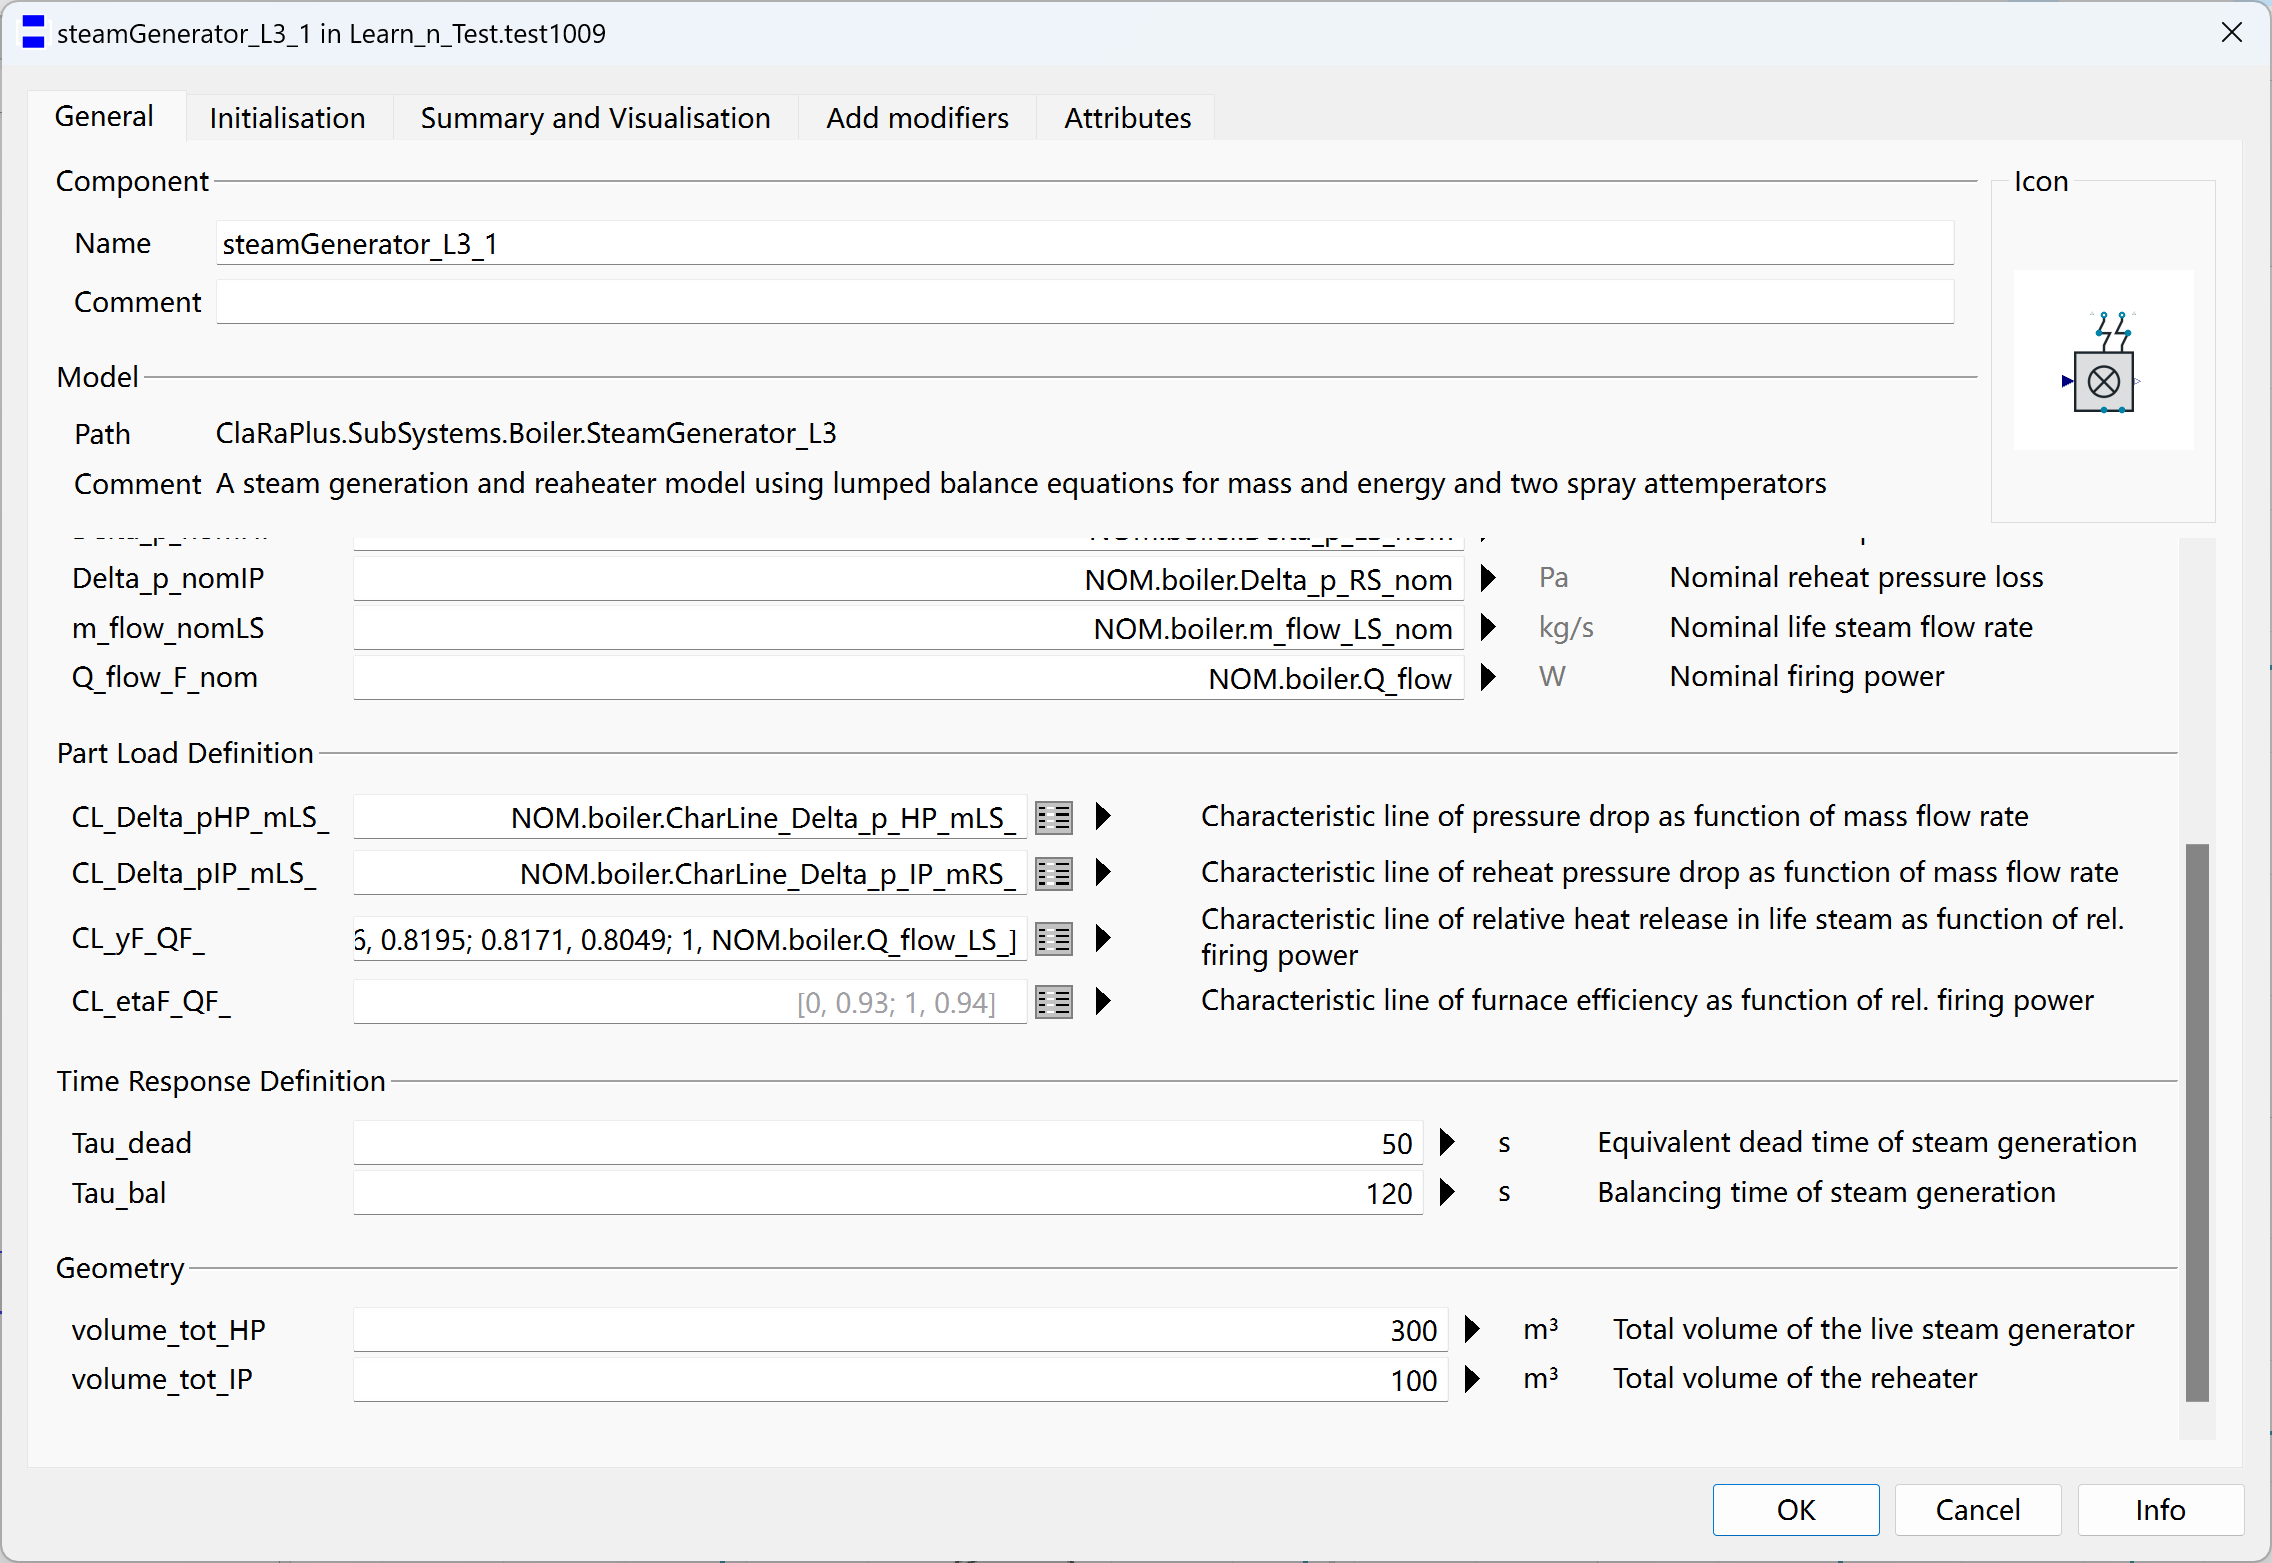 steamGenerator_L3_1 in Learn_n_Test.test1009
General Initialisation Summary and Visualisation Add modifiers Attributes
Component
Icon
Name steamGenerator_L3_1
Comment
Model
Path ClaRaPlus.SubSystems.Boiler.SteamGenerator_L3
Comment A steam generation and reaheater model using lumped balance equations for mass and energy and two spray attemperators
Delta_p_nomIP NOM.boiler.Delta_p_RS_nom Pa Nominal reheat pressure loss
m_flow_nomLS NOM.boiler.m_flow_LS_nom kg/s Nominal life steam flow rate
Q_flow_F_nom NOM.boiler.Q_flow W Nominal firing power
Part Load Definition
CL_Delta_pHP_mLS_ NOM.boiler.CharLine_Delta_p_HP_mLS_ Characteristic line of pressure drop as function of mass flow rate
CL_Delta_pIP_mLS_ NOM.boiler.CharLine_Delta_p_IP_mRS_ Characteristic line of reheat pressure drop as function of mass flow rate
CL_yF_QF_ 6, 0.8195; 0.8171, 0.8049; 1, NOM.boiler.Q_flow_LS_] Characteristic line of relative heat release in life steam as function of rel.
firing power
CL_etaF_QF_ [0, 0.93; 1, 0.94] Characteristic line of furnace efficiency as function of rel. firing power
Time Response Definition
Tau_dead 50 s Equivalent dead time of steam generation
Tau_bal 120 s Balancing time of steam generation
Geometry
volume_tot_HP 300 m³ Total volume of the live steam generator
volume_tot_IP 100 m³ Total volume of the reheater
OK Cancel Info